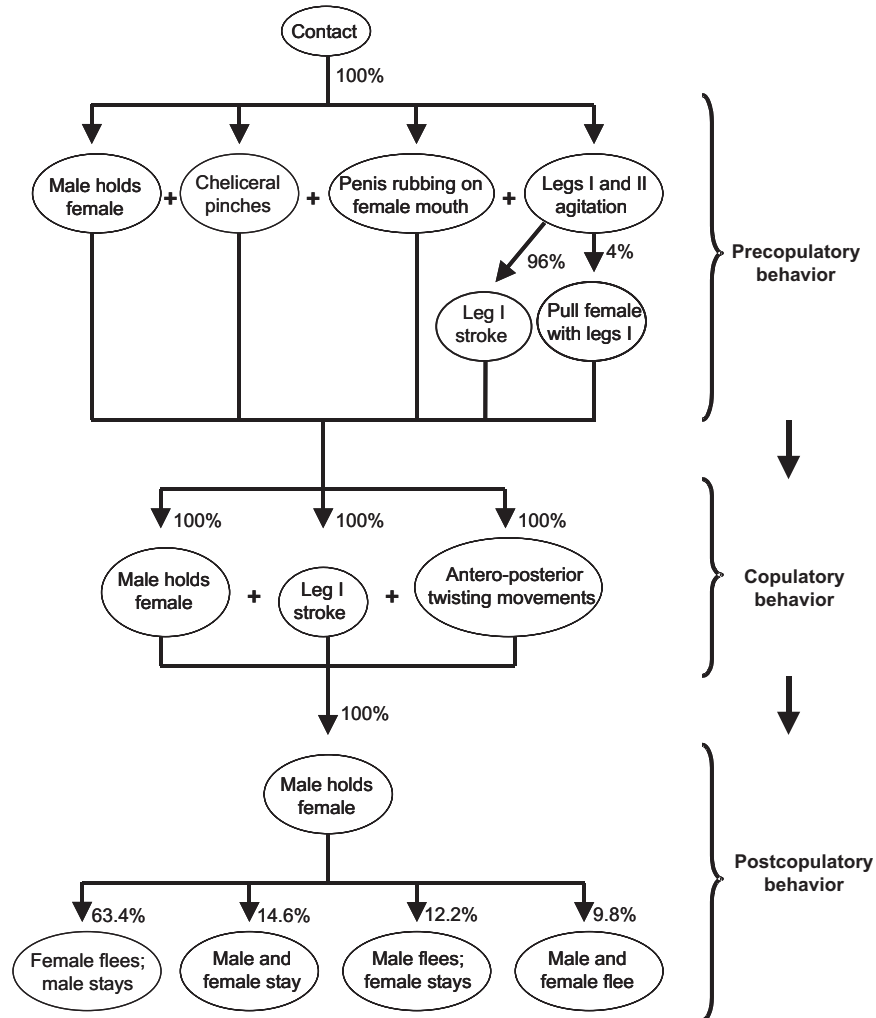 Contact
100%
Male holds
female
+
Cheliceral
pinches
+
Penis rubbing on
female mouth
+
Legs I and II
agitation
96%
4%
Leg I
stroke
Pull female
with legs I
Precopulatory
behavior
100%
100%
100%
Male holds
female
+
Leg I
stroke
+
Antero-posterior
twisting movements
Copulatory
behavior
100%
Male holds
female
Postcopulatory
behavior
63.4%
14.6%
12.2%
9.8%
Female flees;
male stays
Male and
female stay
Male flees;
female stays
Male and
female flee